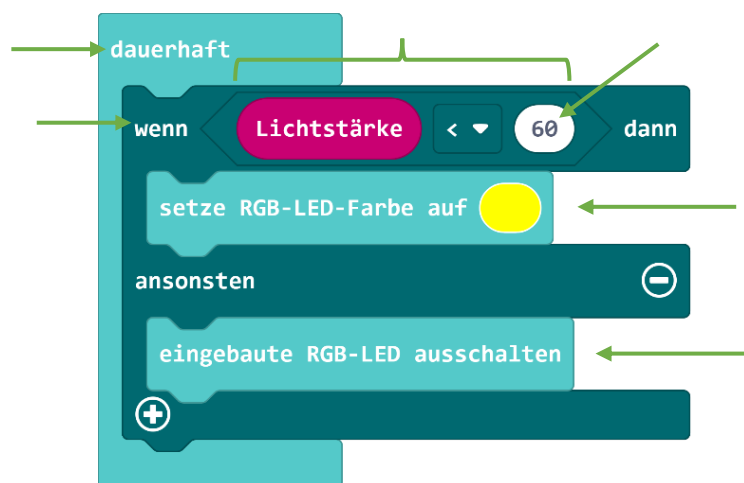 dauerhaft
wenn Lichtstärke < 60 dann
setze RGB-LED-Farbe auf
ansonsten
eingebaute RGB-LED ausschalten